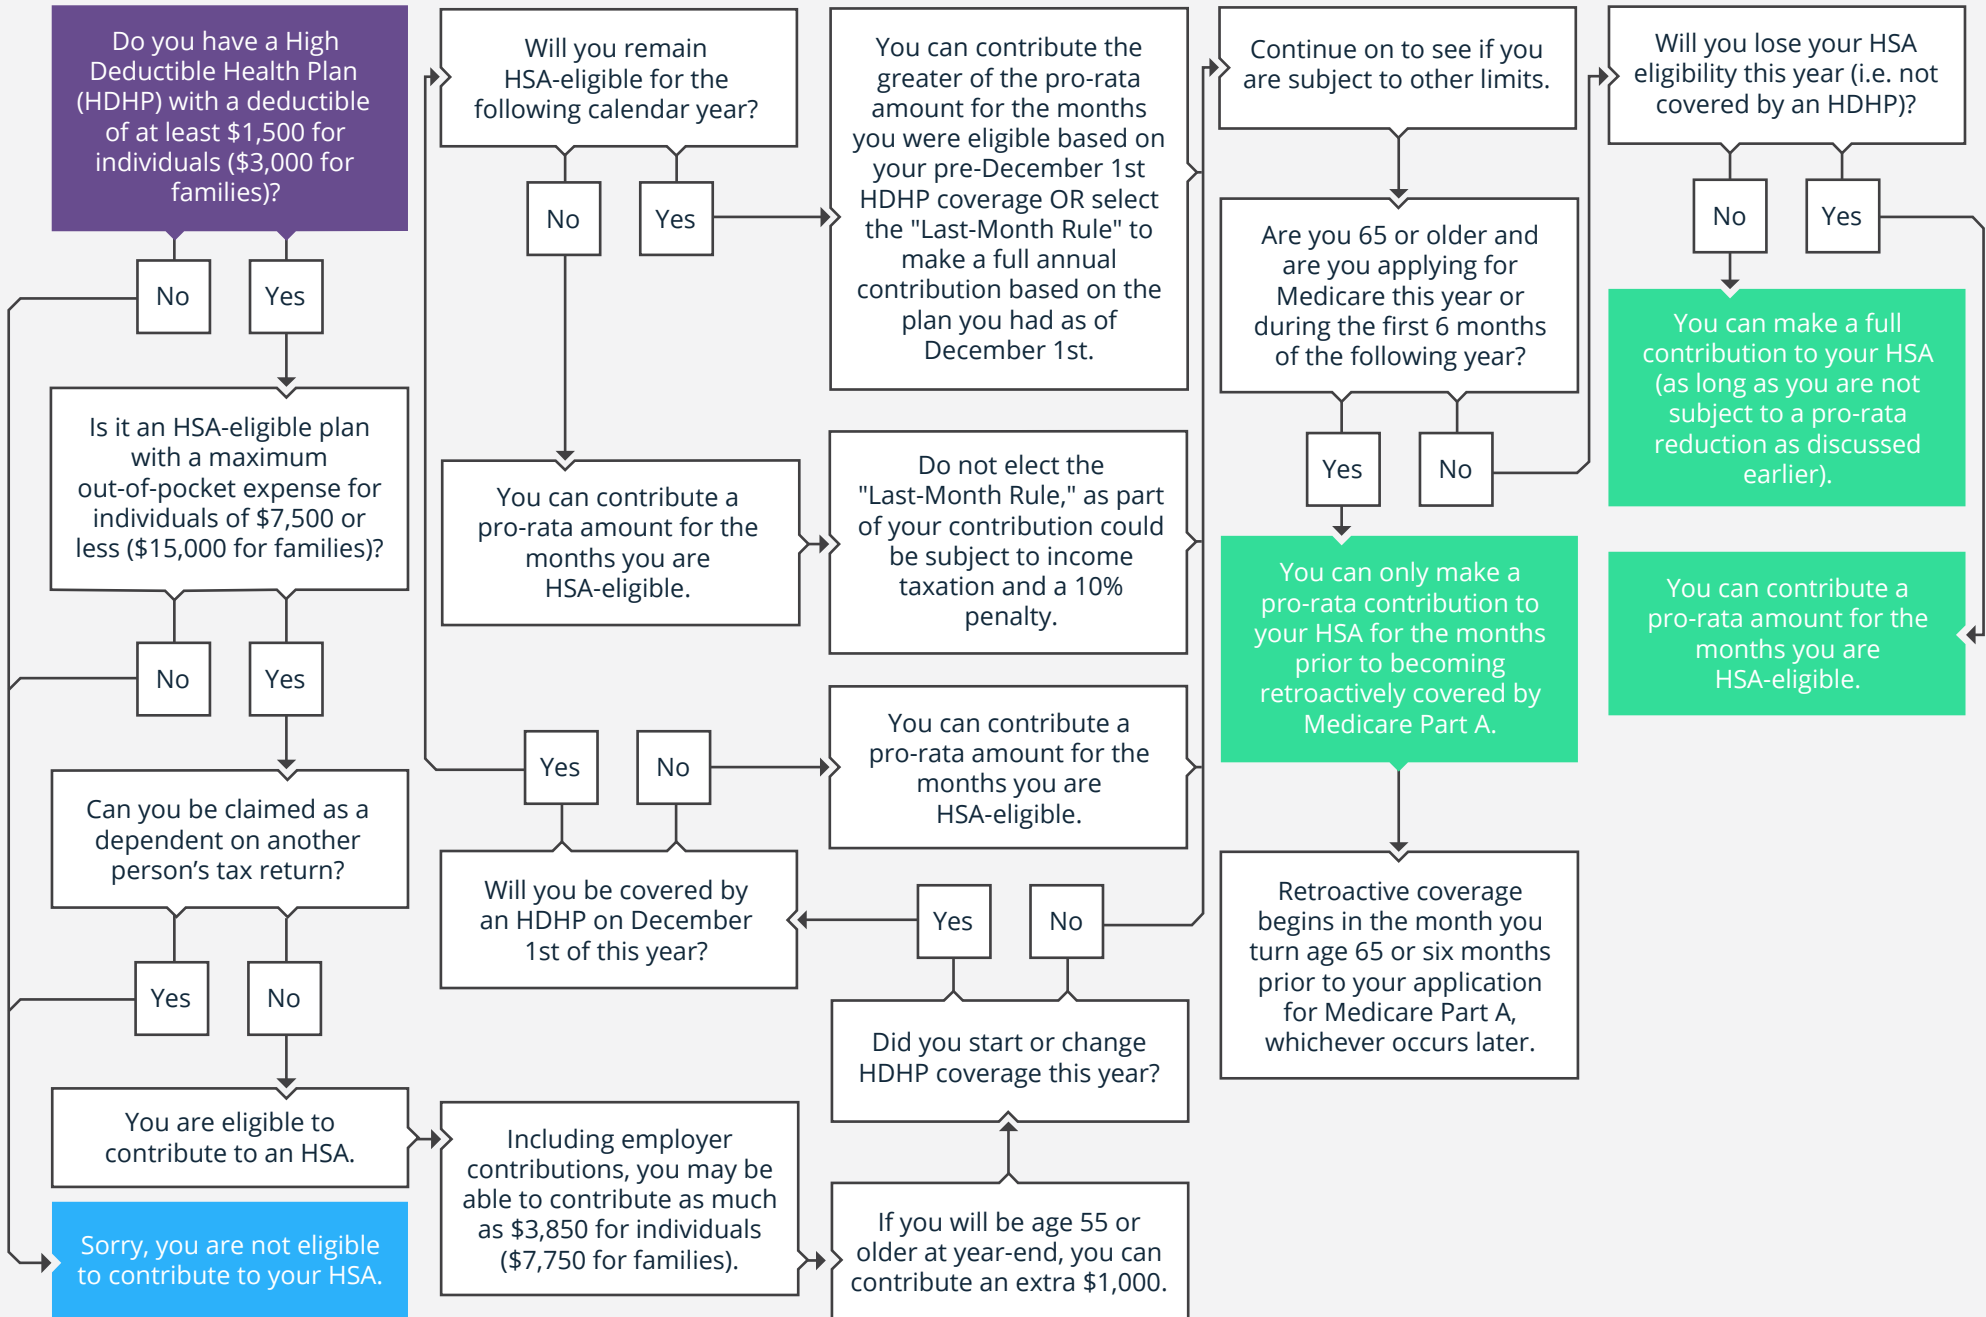 Do you have a High
Deductible Health Plan
(HDHP) with a deductible
of at least $1,500 for
individuals ($3,000 for
families)?
No
Yes
Is it an HSA-eligible plan
with a maximum
out-of-pocket expense for
individuals of $7,500 or
less ($15,000 for families)?
No
Yes
Can you be claimed as a
dependent on another
person’s tax return?
Yes
No
You are eligible to
contribute to an HSA.
Sorry, you are not eligible
to contribute to your HSA.
Including employer
contributions, you may be
able to contribute as much
as $3,850 for individuals
($7,750 for families).
If you will be age 55 or
older at year-end, you can
contribute an extra $1,000.
Did you start or change
HDHP coverage this year?
Yes
No
Will you be covered by
an HDHP on December
1st of this year?
Yes
No
You can contribute a
pro-rata amount for the
months you are
HSA-eligible.
Will you remain
HSA-eligible for the
following calendar year?
No
Yes
You can contribute a
pro-rata amount for the
months you are
HSA-eligible.
Do not elect the
"Last-Month Rule," as part
of your contribution could
be subject to income
taxation and a 10%
penalty.
You can contribute the
greater of the pro-rata
amount for the months
you were eligible based on
your pre-December 1st
HDHP coverage OR select
the "Last-Month Rule" to
make a full annual
contribution based on the
plan you had as of
December 1st.
Continue on to see if you
are subject to other limits.
Are you 65 or older and
are you applying for
Medicare this year or
during the first 6 months
of the following year?
Yes
No
You can only make a
pro-rata contribution to
your HSA for the months
prior to becoming
retroactively covered by
Medicare Part A.
Retroactive coverage
begins in the month you
turn age 65 or six months
prior to your application
for Medicare Part A,
whichever occurs later.
Will you lose your HSA
eligibility this year (i.e. not
covered by an HDHP)?
No
Yes
You can make a full
contribution to your HSA
(as long as you are not
subject to a pro-rata
reduction as discussed
earlier).
You can contribute a
pro-rata amount for the
months you are
HSA-eligible.